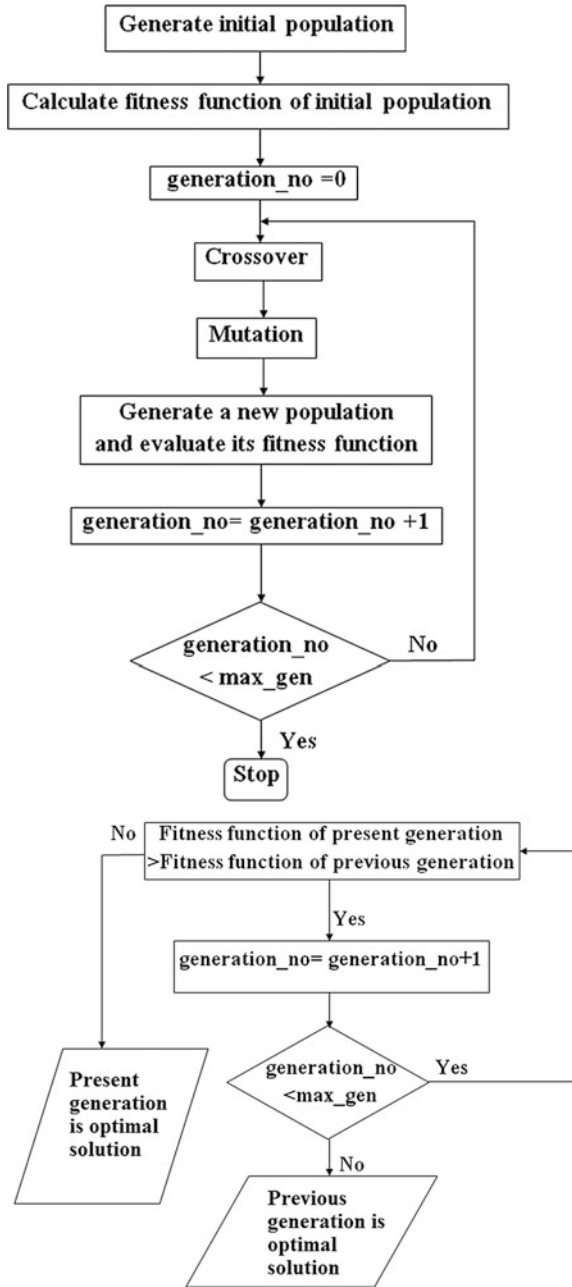 Generate initial population
Calculate fitness function of initial population
generation_no =0
Crossover
Mutation
Generate a new population
and evaluate its fitness function
generation_no= generation_no +1
generation_no
< max_gen
No
Yes
Stop
No
Fitness function of present generation
>Fitness function of previous generation
Yes
generation_no= generation_no+1
generation_no
<max_gen
Yes
Present
generation
is optimal
solution
No
Previous
generation is
optimal
solution